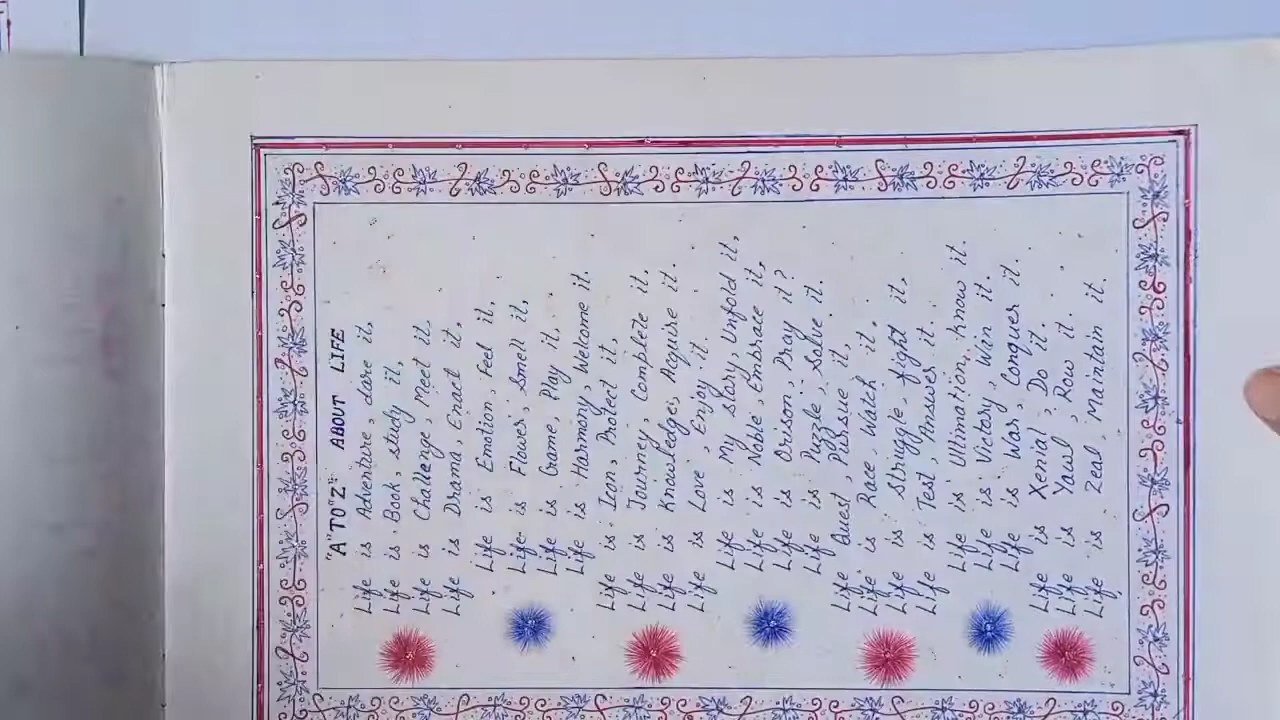 "A" TO "Z" ABOUT LIFE
Life is Adventure, dare it,
Life is Book, study it,
Life is Challenge, Meet it.
Life is Drama, Enact it,
Life is Emotion, feel it,
Life is Flower, Smell it,
Life is Game, Play it,
Life is Harmony, Welcome it.
Life is Icon, Protect it,
Life is Journey, Complete it,
Life is Knowledge, Acquire it.
Life is Love, Enjoy it.
Life is My story, Unfold it,
Life is Noble, Embrace it,
Life is Orison, Pray it?
Life is Puzzle, Solve it.
Life Quest, Pursue it,
Life is Race, Watch it,
Life is Struggle, fight it,
Life is Test, Answer it.
Life is Ultimation, know it.
Life is Victory, Win it.
Life is War, Conquer it.
Life is Xenial, Do it.
Life is Yawl, Row it.
Life is Zeal, Maintain it.